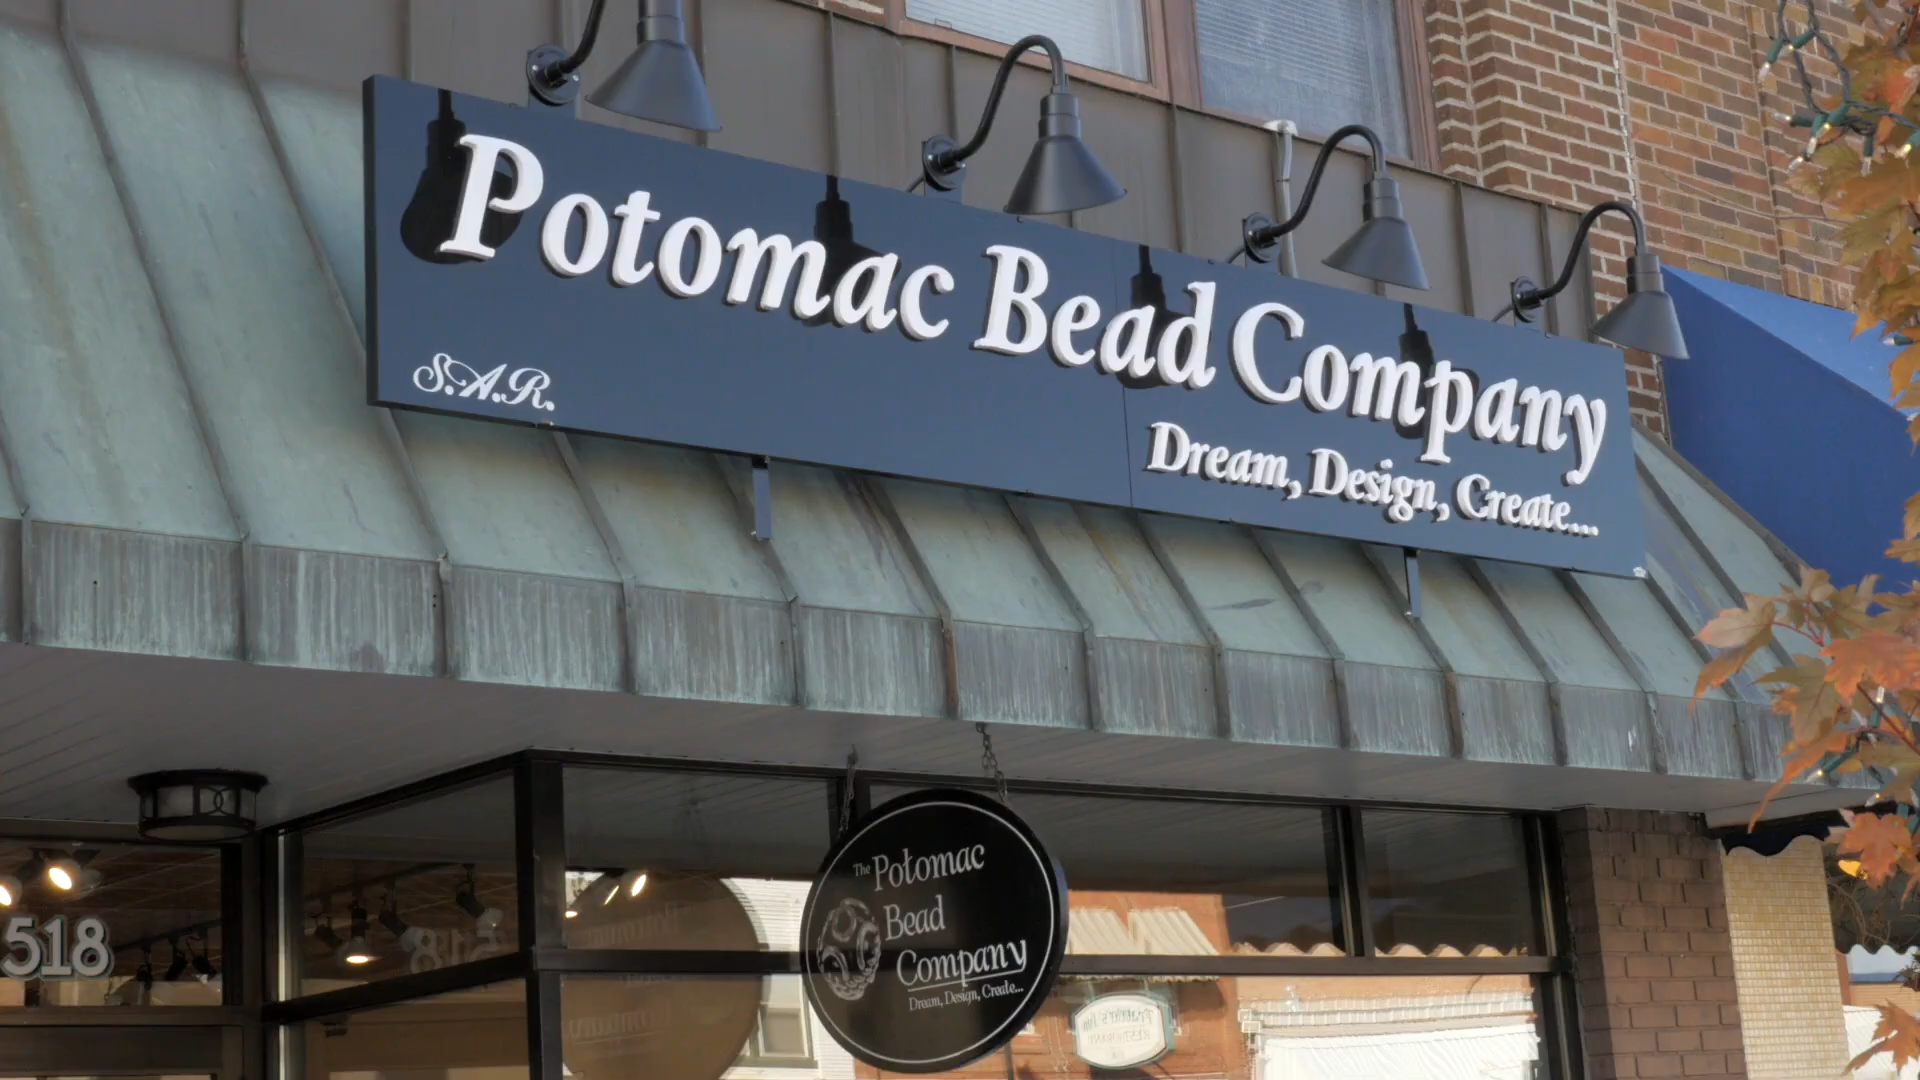 Potomac Bead Company
S.A.R.
Dream, Design, Create...
518
The Potomac
Bead
Company
Dream, Design, Create...